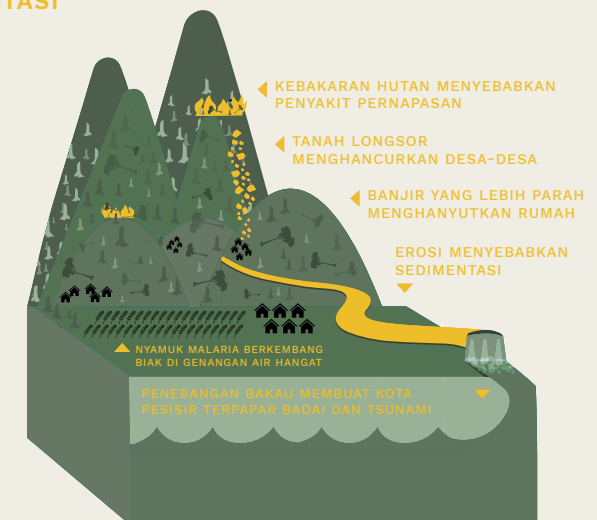 KEBAKARAN HUTAN MENYEBABKAN
PENYAKIT PERNAPASAN
TANAH LONGSOR
MENGHANCURKAN DESA-DESA
BANJIR YANG LEBIH PARAH
MENGHANYUTKAN RUMAH
EROSI MENYEBABKAN
SEDIMENTASI
NYAMUK MALARIA BERKEMBANG
BIAK DI GENANGAN AIR HANGAT
PENEBANGAN BAKAU MEMBUAT KOTA
PESISIR TERPAPAR BADAI DAN TSUNAMI